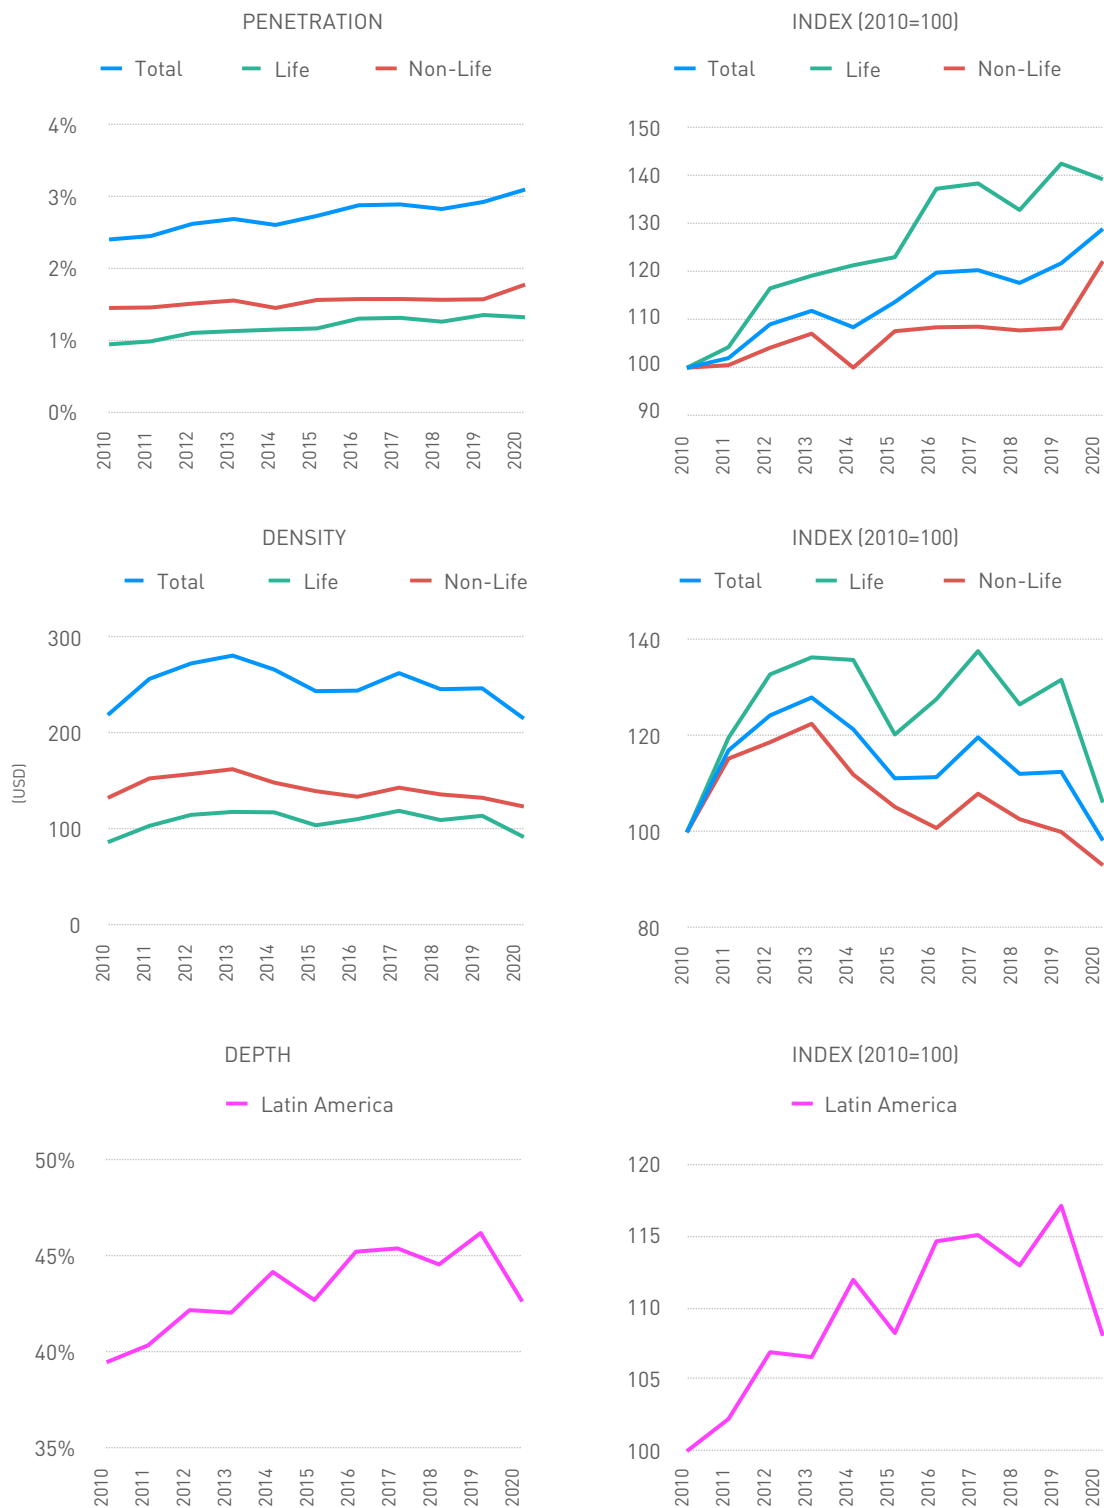 PENETRATION
Total Life Non-Life
4%
3%
2%
1%
0%
2010 2011 2012 2013 2014 2015 2016 2017 2018 2019 2020
INDEX (2010=100)
Total Life Non-Life
150
140
130
120
110
100
90
2010 2011 2012 2013 2014 2015 2016 2017 2018 2019 2020
DENSITY
Total Life Non-Life
(USD)
300
200
100
0
2010 2011 2012 2013 2014 2015 2016 2017 2018 2019 2020
INDEX (2010=100)
Total Life Non-Life
140
120
100
80
2010 2011 2012 2013 2014 2015 2016 2017 2018 2019 2020
DEPTH
Latin America
50%
45%
40%
35%
2010 2011 2012 2013 2014 2015 2016 2017 2018 2019 2020
INDEX (2010=100)
Latin America
120
115
110
105
100
2010 2011 2012 2013 2014 2015 2016 2017 2018 2019 2020